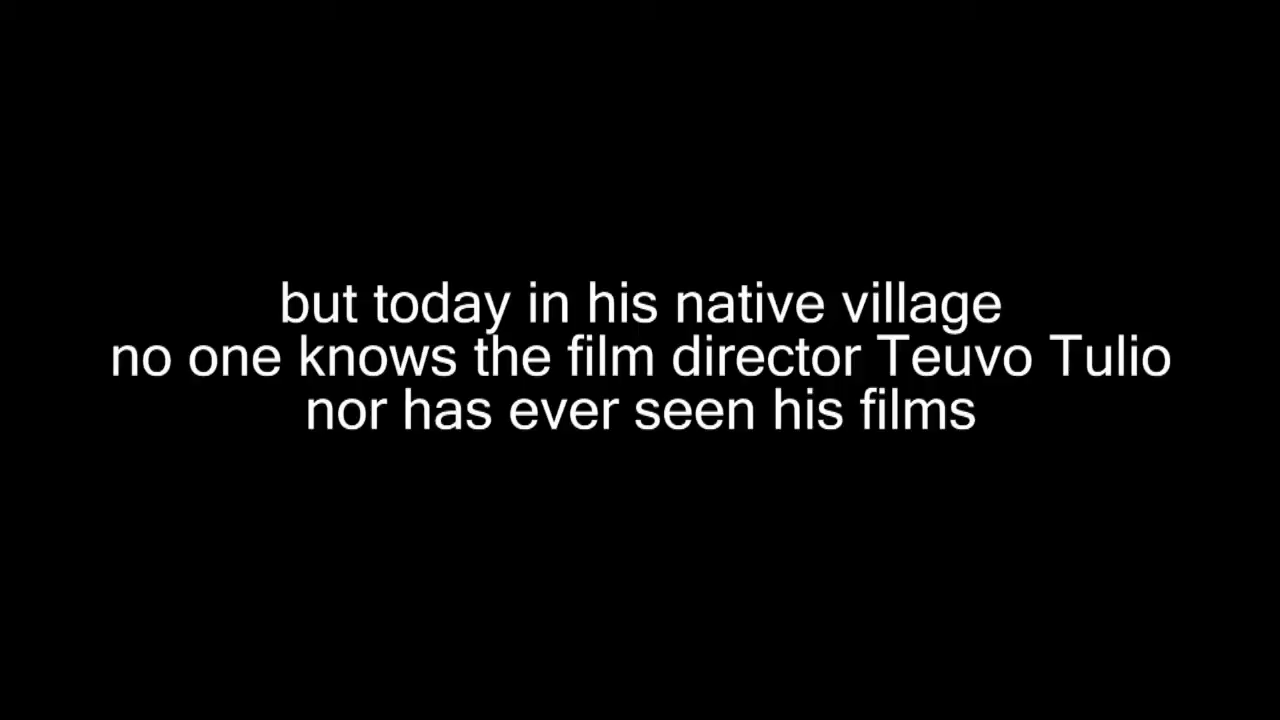 but today in his native village
no one knows the film director Teuvo Tulio
nor has ever seen his films